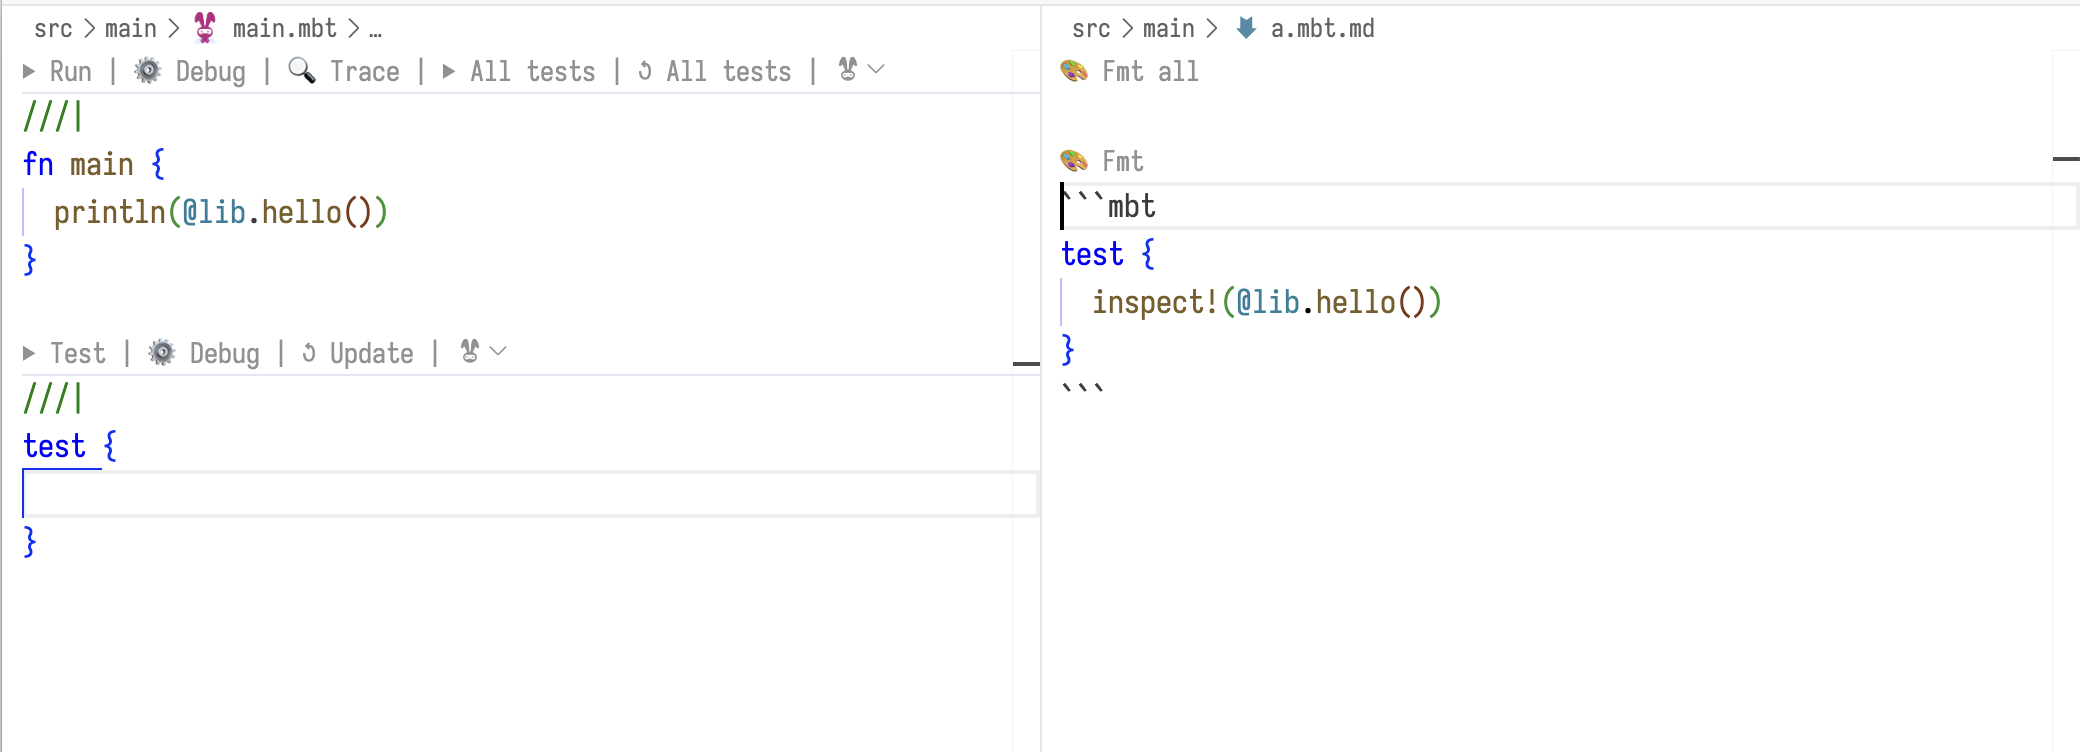 src > main > main.mbt > …
Run | Debug | Trace | All tests | All tests |
///|
fn main {
  println(@lib.hello())
}
Test | Debug | Update |
///|
test {
}
src > main > a.mbt.md
Fmt all
Fmt
```mbt
test {
  inspect!(@lib.hello())
}
```